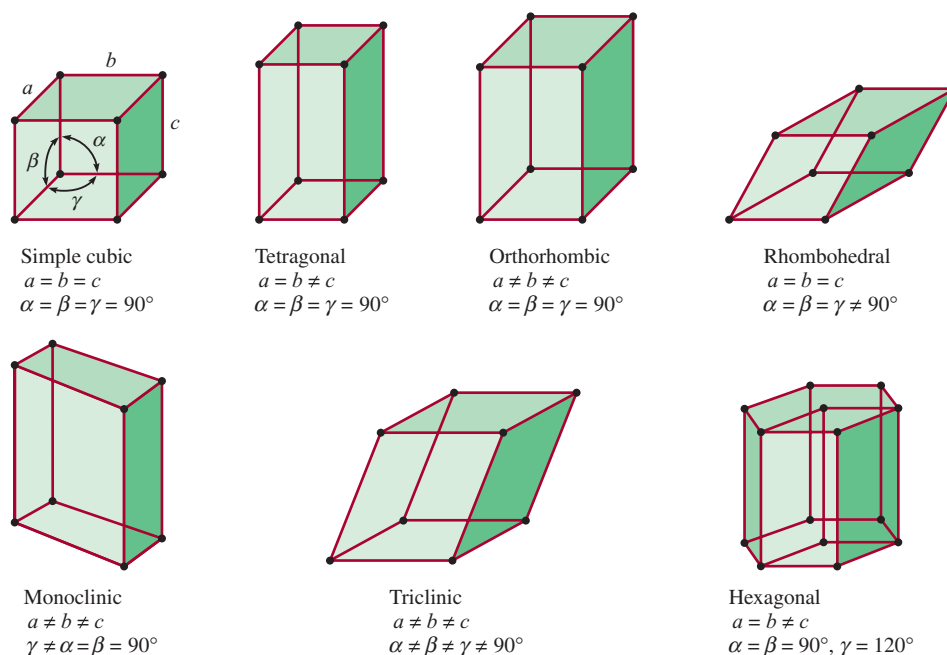 b
a
c
α
β
γ
Simple cubic
a = b = c
α = β = γ = 90°
Tetragonal
a = b ≠ c
α = β = γ = 90°
Orthorhombic
a ≠ b ≠ c
α = β = γ = 90°
Rhombohedral
a = b = c
α = β = γ ≠ 90°
Monoclinic
a ≠ b ≠ c
γ ≠ α = β = 90°
Triclinic
a ≠ b ≠ c
α ≠ β ≠ γ ≠ 90°
Hexagonal
a = b ≠ c
α = β = 90°, γ = 120°